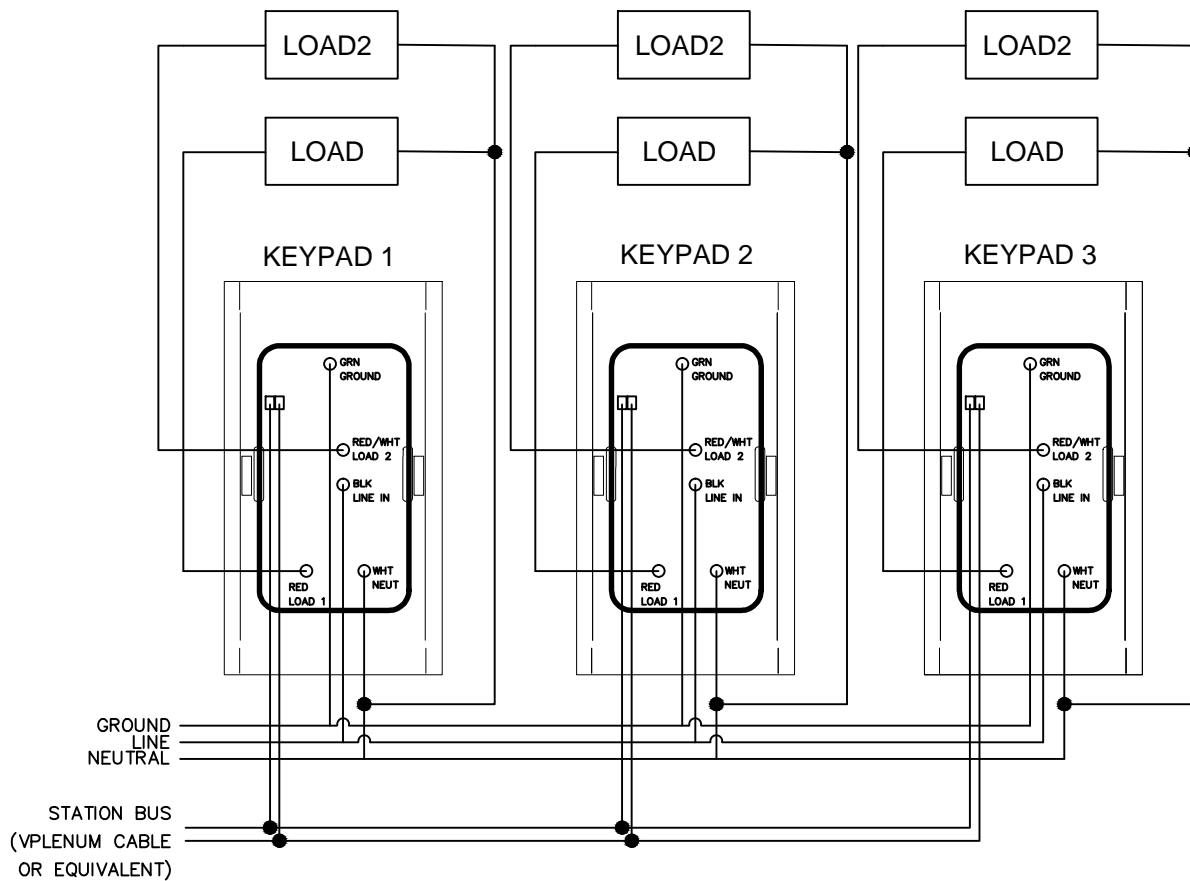 LOAD2
LOAD2
LOAD2
LOAD
LOAD
LOAD
KEYPAD 1
KEYPAD 2
KEYPAD 3
GRN
GROUND
RED/WHT
LOAD 2
BLK
LINE IN
RED
LOAD 1
WHT
NEUT
GRN
GROUND
RED/WHT
LOAD 2
BLK
LINE IN
RED
LOAD 1
WHT
NEUT
GRN
GROUND
RED/WHT
LOAD 2
BLK
LINE IN
RED
LOAD 1
WHT
NEUT
GROUND
LINE
NEUTRAL
STATION BUS
(VPLENUM CABLE
OR EQUIVALENT)